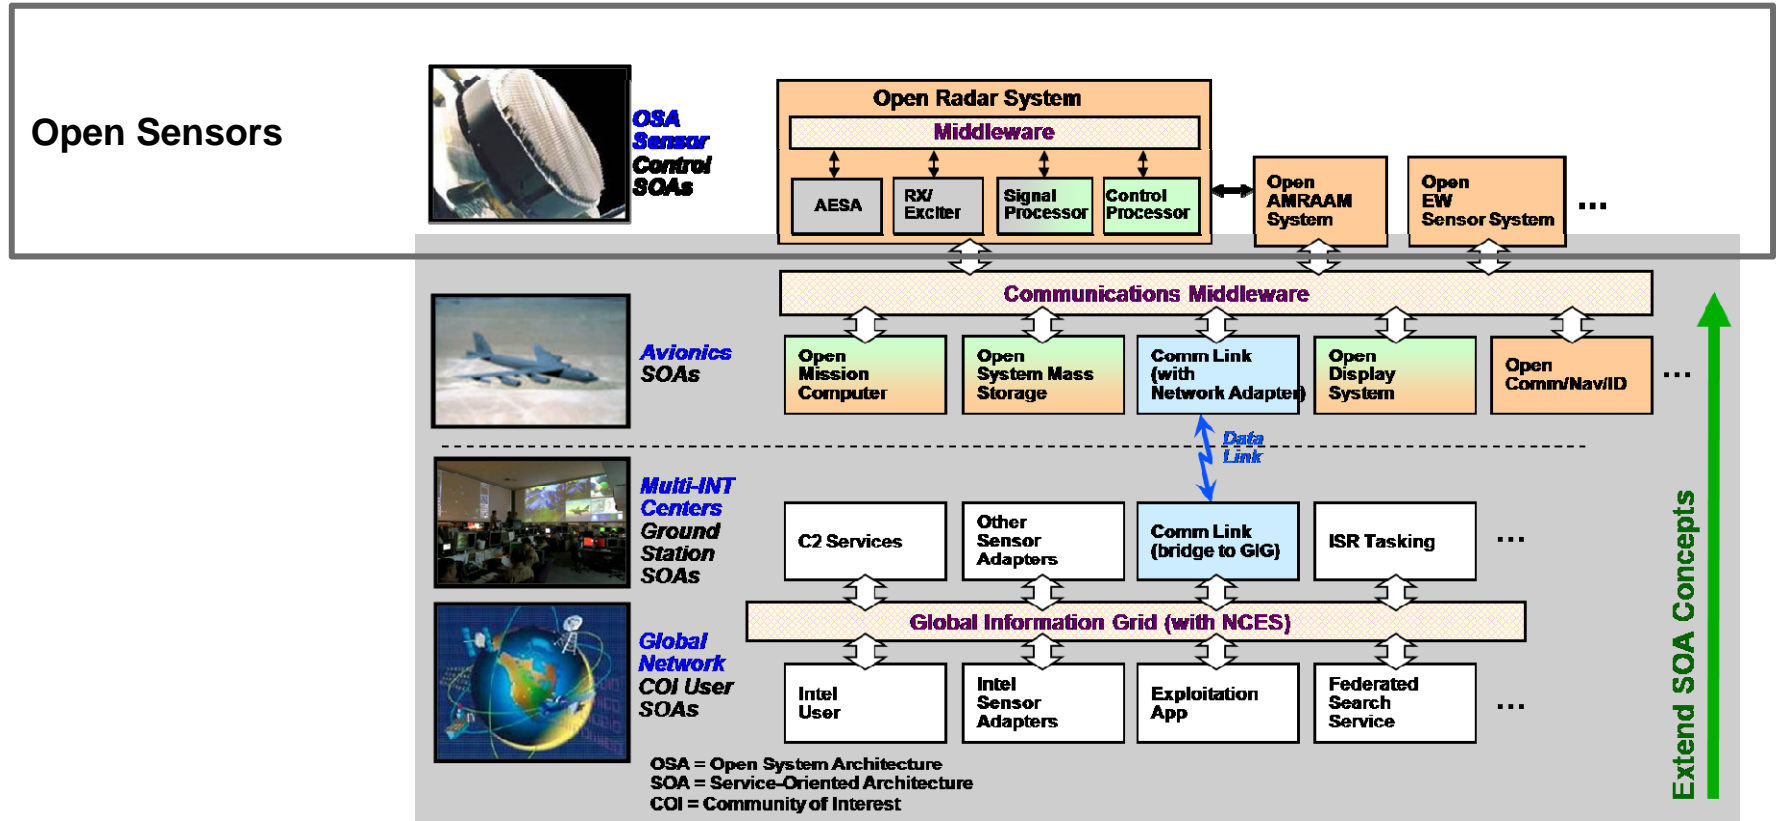 Open Sensors
OSA
Sensor
Control
SOAs
Open Radar System
Middleware
AESA
RX/
Exciter
Signal
Processor
Control
Processor
Open
AMRAAM
System
Open
EW
Sensor System
...
Communications Middleware
Avionics
SOAs
Open
Mission
Computer
Open
System Mass
Storage
Comm Link
(with
Network Adapter)
Open
Display
System
Open
Comm/Nav/ID
...
Data
Link
Multi-INT
Centers
Ground
Station
SOAs
C2 Services
Other
Sensor
Adapters
Comm Link
(bridge to GIG)
ISR Tasking
...
Global Information Grid (with NCES)
Global
Network
COI User
SOAs
Intel
User
Intel
Sensor
Adapters
Exploitation
App
Federated
Search
Service
...
OSA = Open System Architecture
SOA = Service-Oriented Architecture
COI = Community of Interest
Extend SOA Concepts